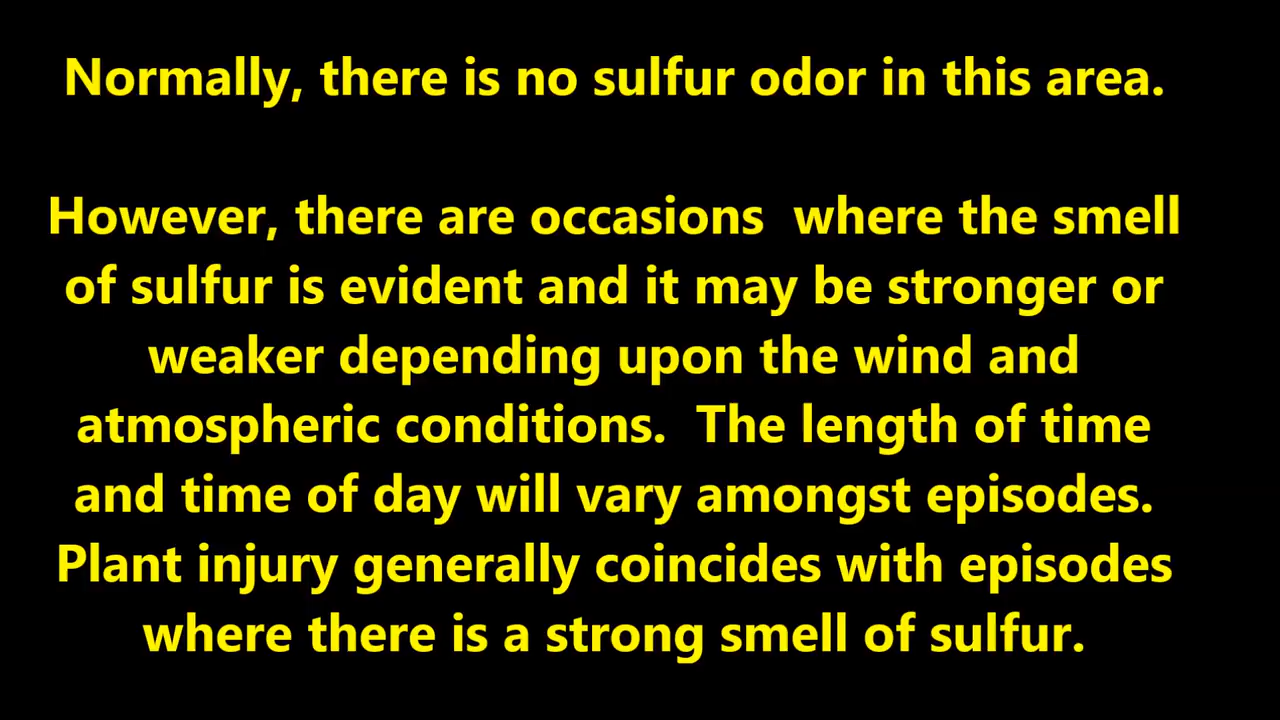 Normally, there is no sulfur odor in this area.
However, there are occasions  where the smell
of sulfur is evident and it may be stronger or
weaker depending upon the wind and
atmospheric conditions.  The length of time
and time of day will vary amongst episodes.
Plant injury generally coincides with episodes
where there is a strong smell of sulfur.